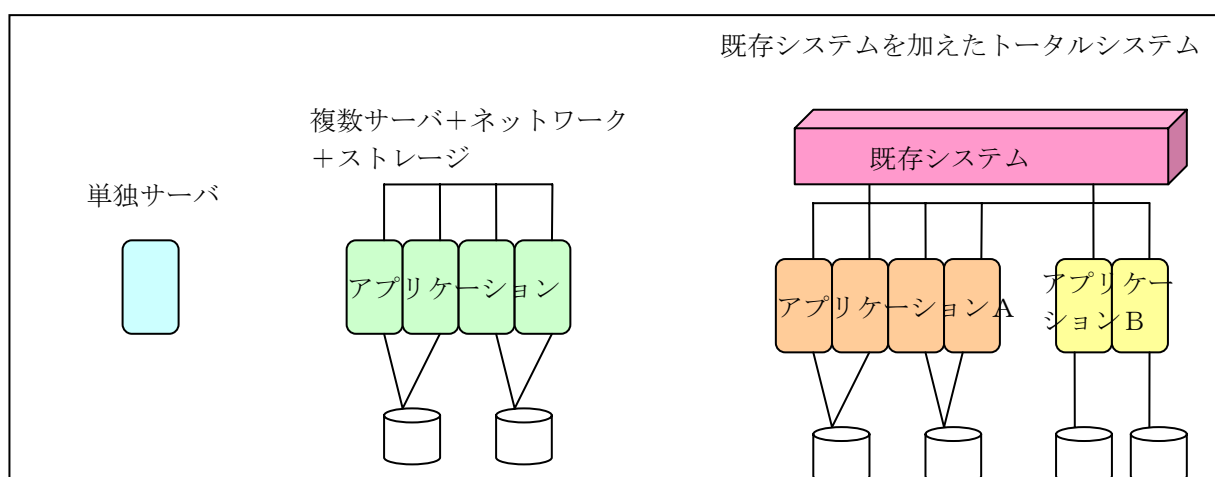 既存システムを加えたトータルシステム
複数サーバ＋ネットワーク
＋ストレージ
既存システム
単独サーバ
アプリケーション
アプリケーションＡ
アプリケー
ションＢ